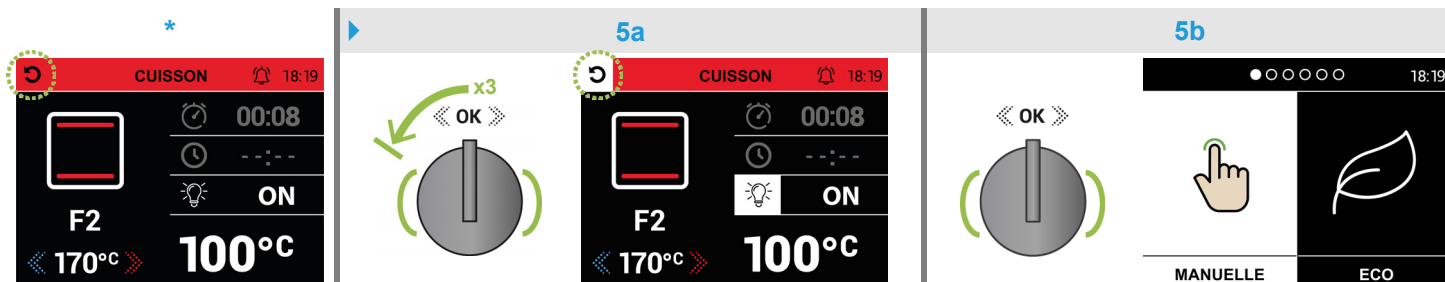 *
CUISSON 18:19
00:08
--:--
ON
F2
170°C
100°C
5a
x3
OK
CUISSON 18:19
00:08
--:--
ON
F2
170°C
100°C
5b
OK
18:19
MANUELLE
ECO